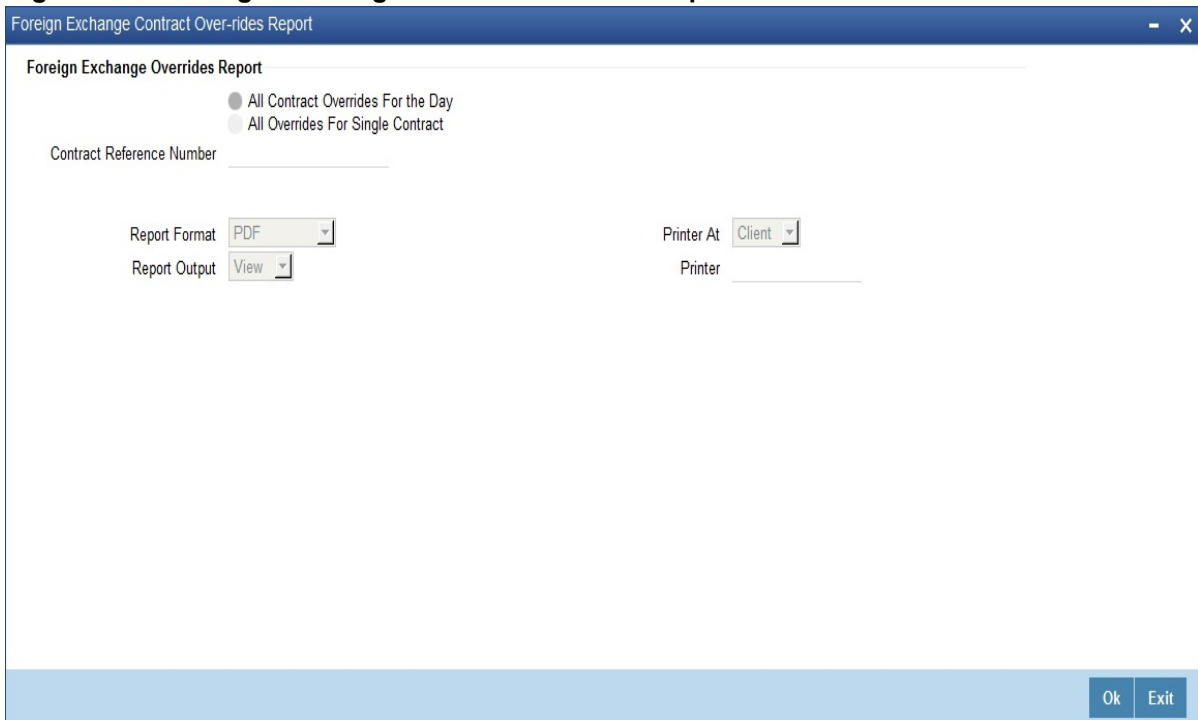 Foreign Exchange Contract Over-rides Report
Foreign Exchange Overrides Report
All Contract Overrides For the Day
All Overrides For Single Contract
Contract Reference Number
Report Format PDF Printer At Client
Report Output View Printer
Ok Exit